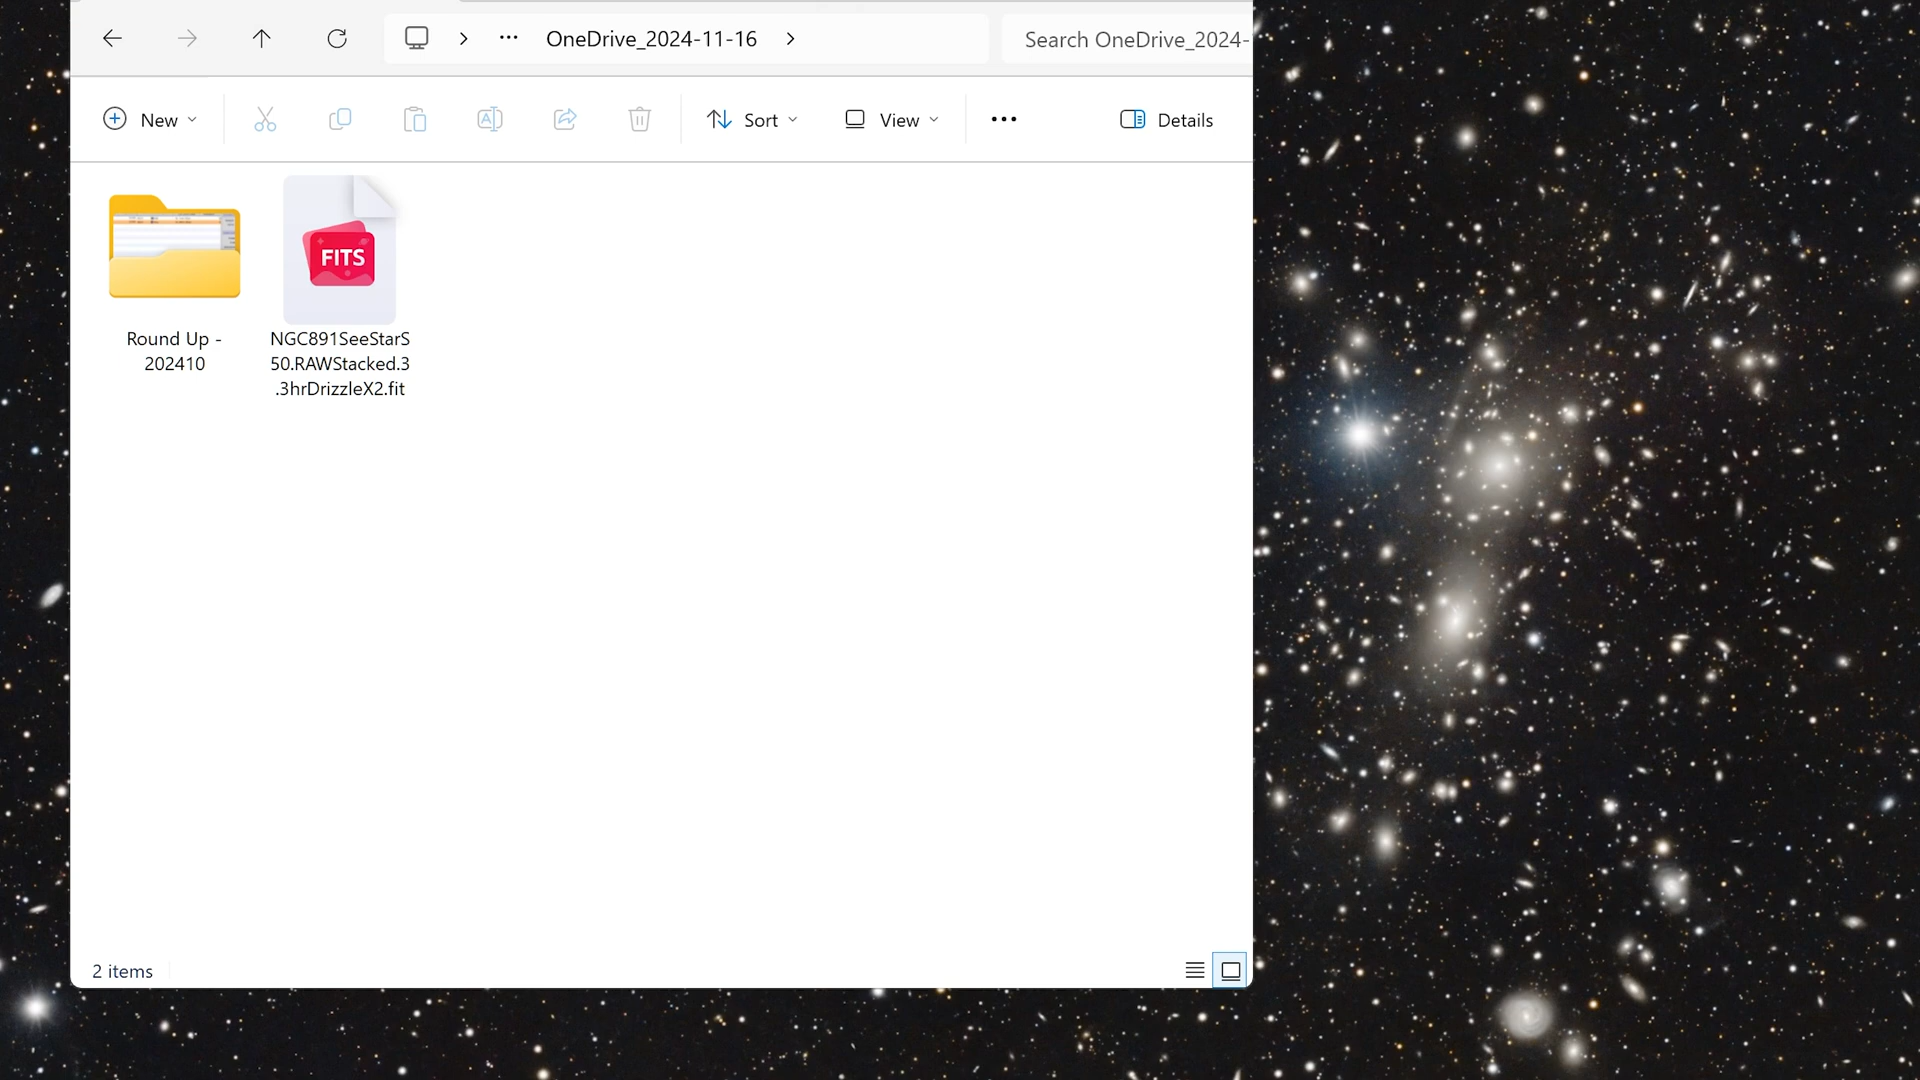 OneDrive_2024-11-16
Search OneDrive_2024-
New
Sort
View
Details
FITS
Round Up -
202410
NGC891SeeStarS
50.RAWStacked.3
.3hrDrizzleX2.fit
2 items